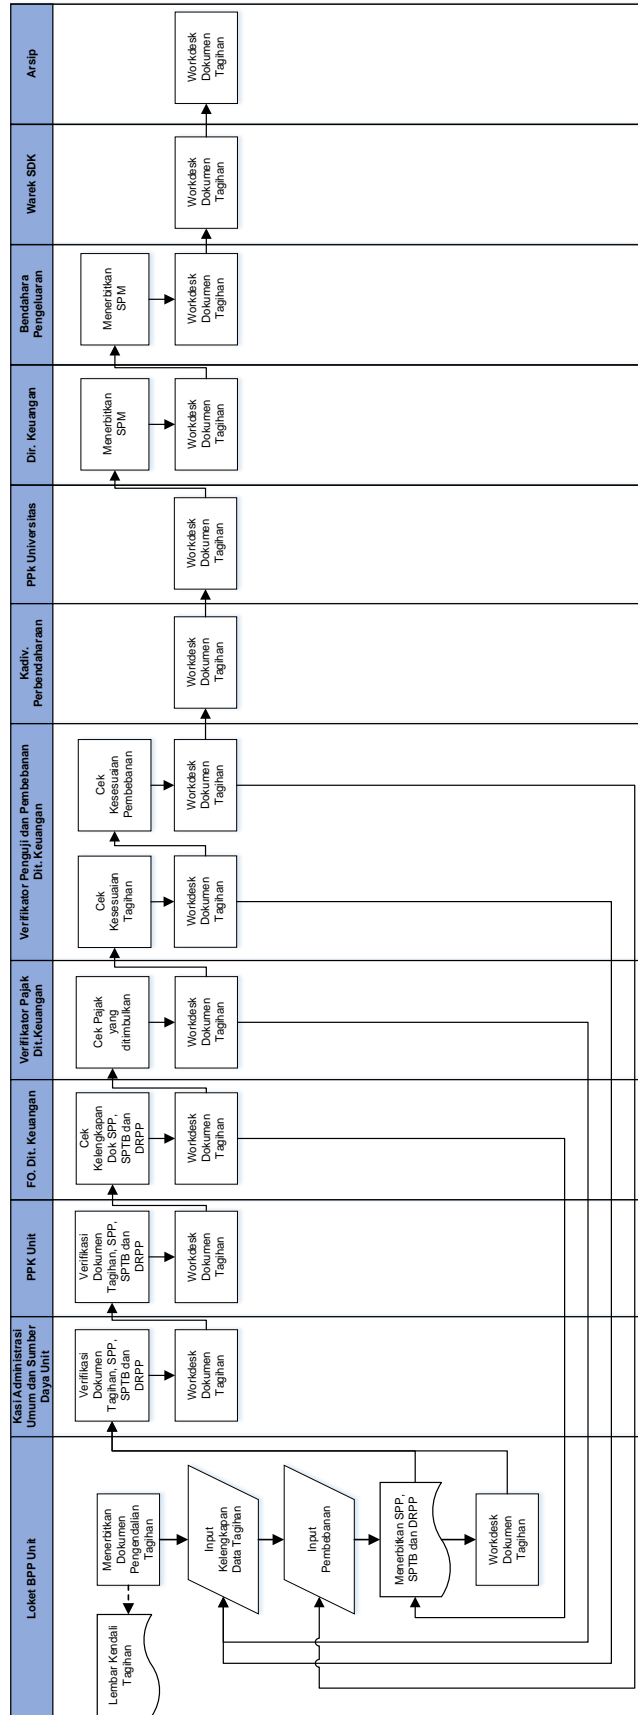 Loket BPP Unit
Lembar Kendali
Tagihan
Menerbitkan
Dokumen
Pengendalian
Tagihan
Input
Kelengkapan
Data Tagihan
Input
Pembebanan
Menerbitkan SPP,
SPTB dan DRPP
Workdesk
Dokumen
Tagihan
Kasi Administrasi
Umum dan Sumber
Daya Unit
Verifikasi
Dokumen
Tagihan, SPP,
SPTB dan
DRPP
Workdesk
Dokumen
Tagihan
PPK Unit
Verifikasi
Dokumen
Tagihan, SPP,
SPTB dan
DRPP
Workdesk
Dokumen
Tagihan
FO. Dit. Keuangan
Cek
Kelengkapan
Dok SPP,
SPTB dan
DRPP
Workdesk
Dokumen
Tagihan
Verifikator Pajak
Dit.Keuangan
Cek Pajak
yang
ditimbulkan
Workdesk
Dokumen
Tagihan
Verifikator Penguji dan Pembebanan
Dit. Keuangan
Cek
Kesesuaian
Tagihan
Workdesk
Dokumen
Tagihan
Cek
Kesesuaian
Pembebanan
Workdesk
Dokumen
Tagihan
Kadiv.
Perbendaharaan
Workdesk
Dokumen
Tagihan
PPk Universitas
Workdesk
Dokumen
Tagihan
Dir. Keuangan
Menerbitkan
SPM
Workdesk
Dokumen
Tagihan
Bendahara
Pengeluaran
Menerbitkan
SPM
Workdesk
Dokumen
Tagihan
Warek SDK
Workdesk
Dokumen
Tagihan
Arsip
Workdesk
Dokumen
Tagihan